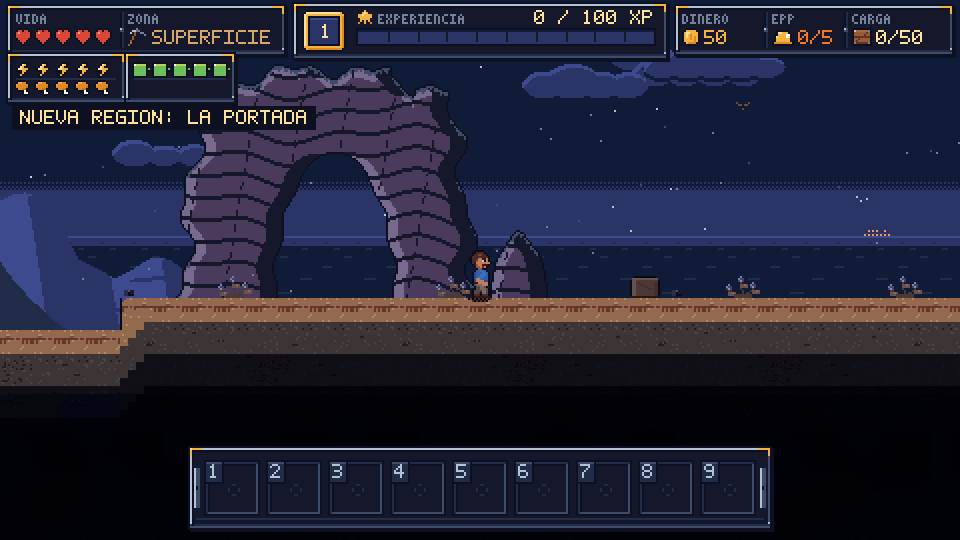 VIDA
ZONA
SUPERFICIE
1
EXPERIENCIA
0 / 100 XP
DINERO
50
EPP
0/5
CARGA
0/50
NUEVA REGION: LA PORTADA
1 2 3 4 5 6 7 8 9